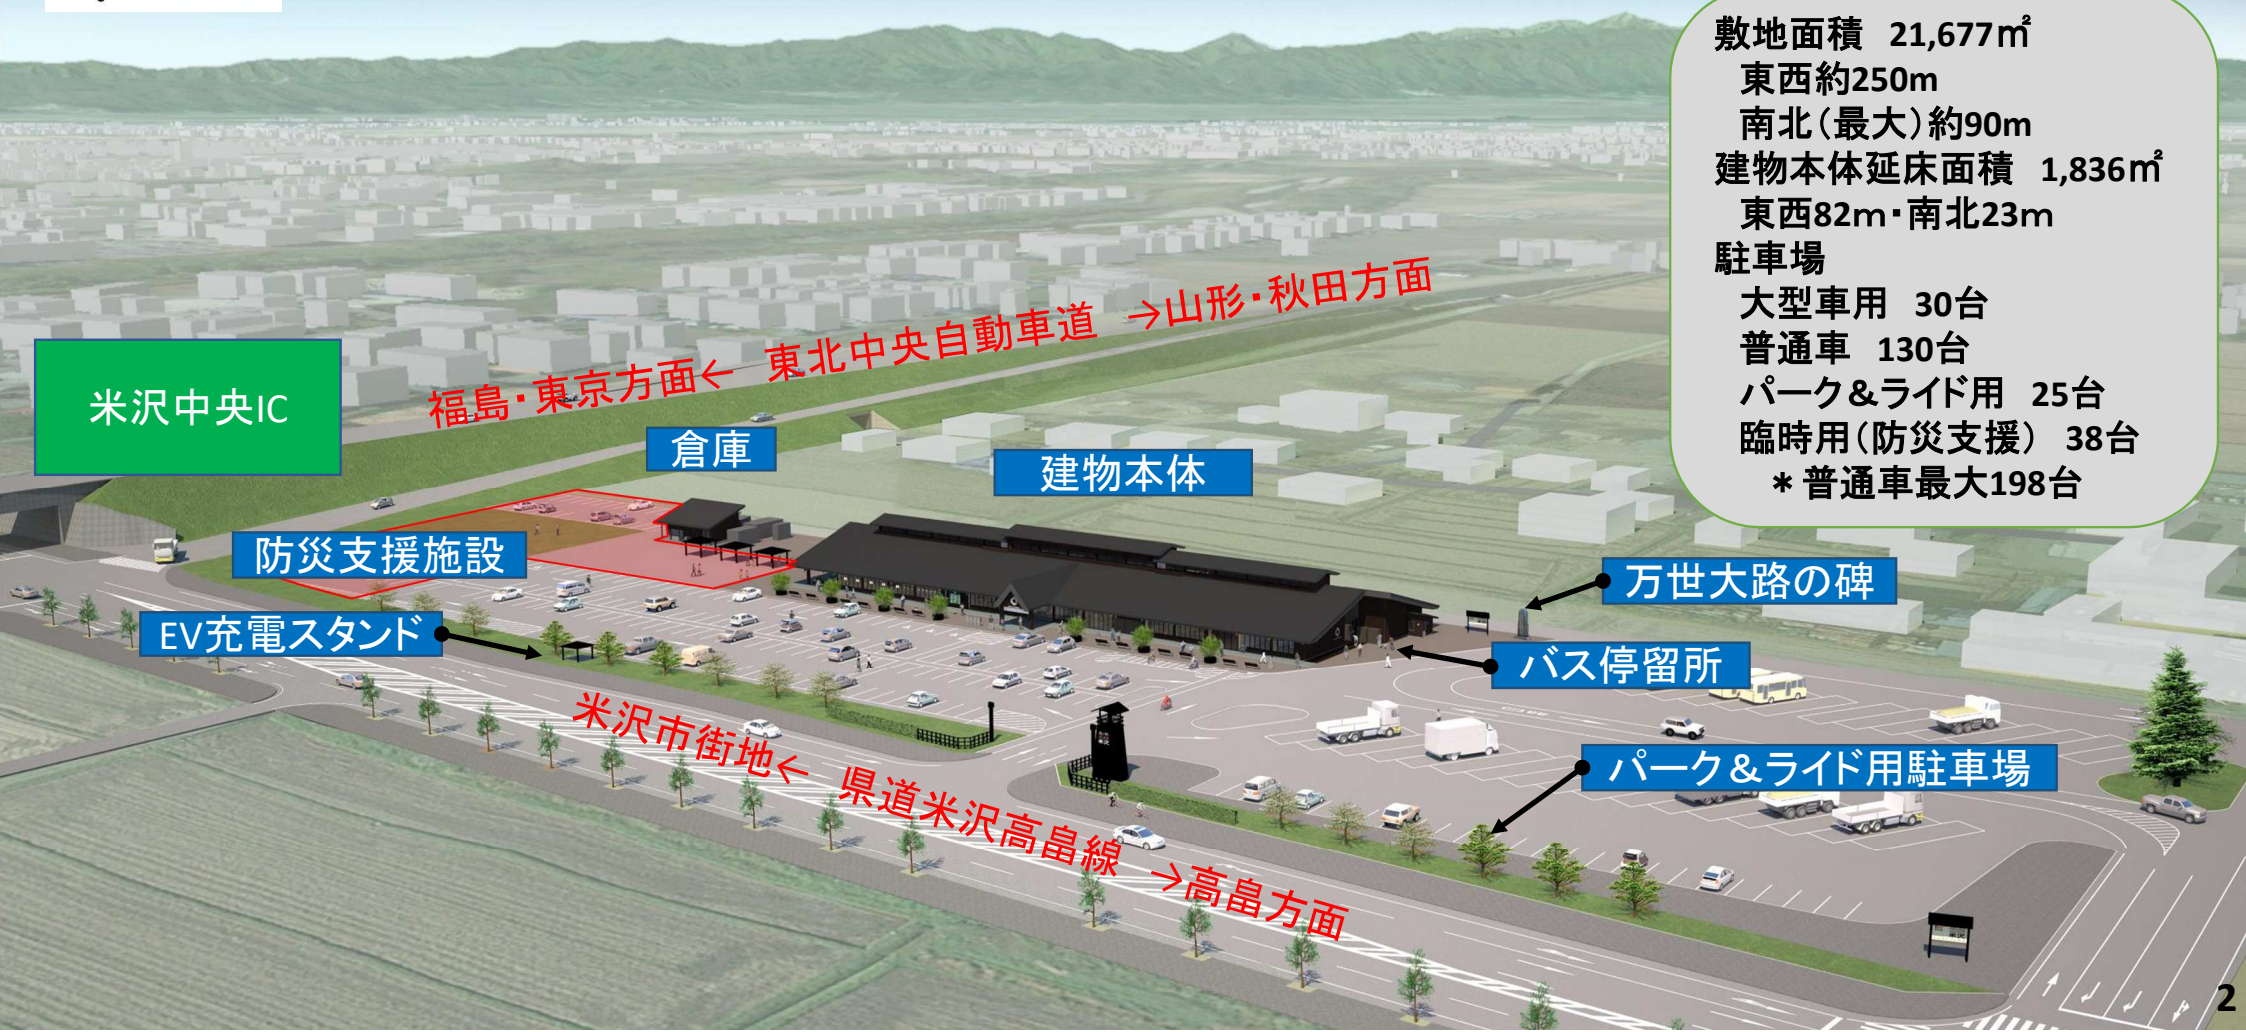 敷地面積 21,677㎡
東西約250m
南北(最大)約90m
建物本体延床面積 1,836㎡
東西82m・南北23m
駐車場
大型車用 30台
普通車 130台
パーク&ライド用 25台
臨時用(防災支援) 38台
*普通車最大198台
福島・東京方面← 東北中央自動車道 →山形・秋田方面
米沢中央IC
倉庫
建物本体
防災支援施設
万世大路の碑
EV充電スタンド
バス停留所
パーク&ライド用駐車場
米沢市街地← 県道米沢高畠線 →高畠方面
2